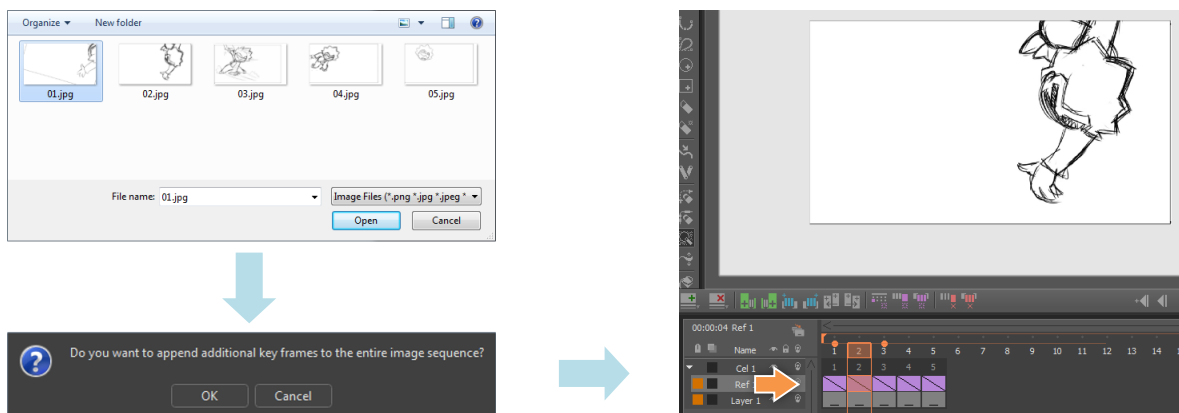 Organize
New folder
01.jpg
02.jpg
03.jpg
04.jpg
05.jpg
File name:
01.jpg
Image Files (*.png *.jpg *.jpeg *
Open
Cancel
Do you want to append additional key frames to the entire image sequence?
OK
Cancel
00:00:04 Ref 1
Name
1 2 3 4 5 6 7 8 9 10 11 12 13 14
Cel 1
1 2 3 4 5
Ref
Layer 1